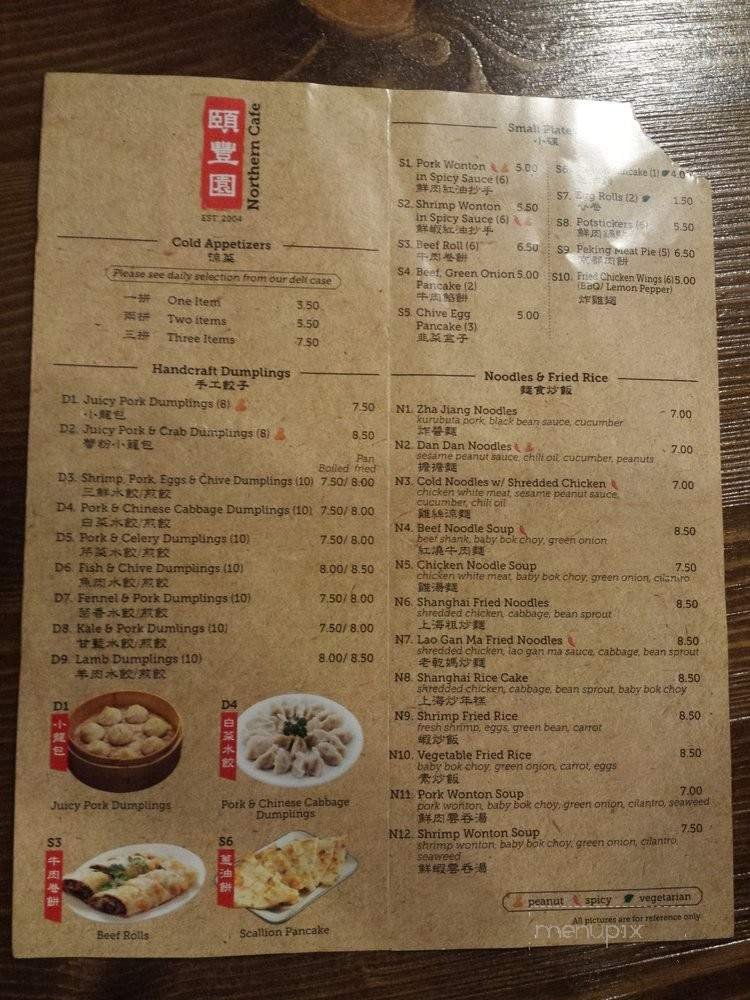 頤豐園
Northern Cafe
EST. 2004
Cold Appetizers
涼菜
Please see daily selection from our deli case
一拼 One Item 3.50
兩拼 Two items 5.50
三拼 Three Items 7.50
Handcraft Dumplings
手工餃子
D1. Juicy Pork Dumplings (8) 7.50
小籠包
D2. Juicy Pork & Crab Dumplings (8) 8.50
蟹粉小籠包
Pan
Boiled fried
D3. Shrimp, Pork, Eggs & Chive Dumplings (10) 7.50/ 8.00
三鮮水餃/煎餃
D4. Pork & Chinese Cabbage Dumplings (10) 7.50/ 8.00
白菜水餃/煎餃
D5. Pork & Celery Dumplings (10) 7.50/ 8.00
芹菜水餃/煎餃
D6. Fish & Chive Dumplings (10) 8.00/ 8.50
魚肉水餃/煎餃
D7. Fennel & Pork Dumplings (10) 7.50/ 8.00
茴香水餃/煎餃
D8. Kale & Pork Dumlings (10) 7.50/ 8.00
甘藍水餃/煎餃
D9. Lamb Dumplings (10) 8.00/ 8.50
羊肉水餃/煎餃
D1
小籠包
Juicy Pork Dumplings
D4
白菜水餃
Pork & Chinese Cabbage
Dumplings
S3
牛肉卷餅
Beef Rolls
S6
蔥油餅
Scallion Pancake
Small Plates
小碟
S1. Pork Wonton 5.00
in Spicy Sauce (6)
鮮肉紅油抄手
S2. Shrimp Wonton 5.50
in Spicy Sauce (6)
鮮蝦紅油抄手
S3. Beef Roll (6) 6.50
牛肉卷餅
S4. Beef, Green Onion 5.00
Pancake (2)
牛肉餡餅
S5. Chive Egg 5.00
Pancake (3)
韭菜盒子
S6 Pancake (1) 4.0
S7. Egg Rolls (2) 1.50
春卷
S8. Potstickers (6) 5.50
鮮肉鍋貼
S9. Peking Meat Pie (5) 6.50
京都肉餅
S10. Fried Chicken Wings (6) 5.00
(BBQ/ Lemon Pepper)
炸雞翅
Noodles & Fried Rice
麵食炒飯
N1. Zha Jiang Noodles 7.00
kurubuta pork, black bean sauce, cucumber
炸醬麵
N2. Dan Dan Noodles 7.00
sesame peanut sauce, chili oil, cucumber, peanuts
擔擔麵
N3. Cold Noodles w/ Shredded Chicken 7.00
chicken white meat, sesame peanut sauce,
cucumber, chili oil
雞絲涼麵
N4. Beef Noodle Soup 8.50
beef shank, baby bok choy, green onion
紅燒牛肉麵
N5. Chicken Noodle Soup 7.50
chicken white meat, baby bok choy, green onion, cilantro
雞湯麵
N6. Shanghai Fried Noodles 8.50
shredded chicken, cabbage, bean sprout
上海粗炒麵
N7. Lao Gan Ma Fried Noodles 8.50
shredded chicken, lao gan ma sauce, cabbage, bean sprout
老乾媽炒麵
N8. Shanghai Rice Cake 8.50
shredded chicken, cabbage, bean sprout, baby bok choy
上海炒年糕
N9. Shrimp Fried Rice 8.50
fresh shrimp, eggs, green bean, carrot
蝦炒飯
N10. Vegetable Fried Rice 8.50
baby bok choy, green onion, carrot, eggs
素炒飯
N11. Pork Wonton Soup 7.00
pork wonton, baby bok choy, green onion, cilantro, seaweed
鮮肉雲吞湯
N12. Shrimp Wonton Soup 7.50
shrimp wonton, baby bok choy, green onion, cilantro,
seaweed
鮮蝦雲吞湯
peanut spicy vegetarian
All pictures are for reference only
menupix